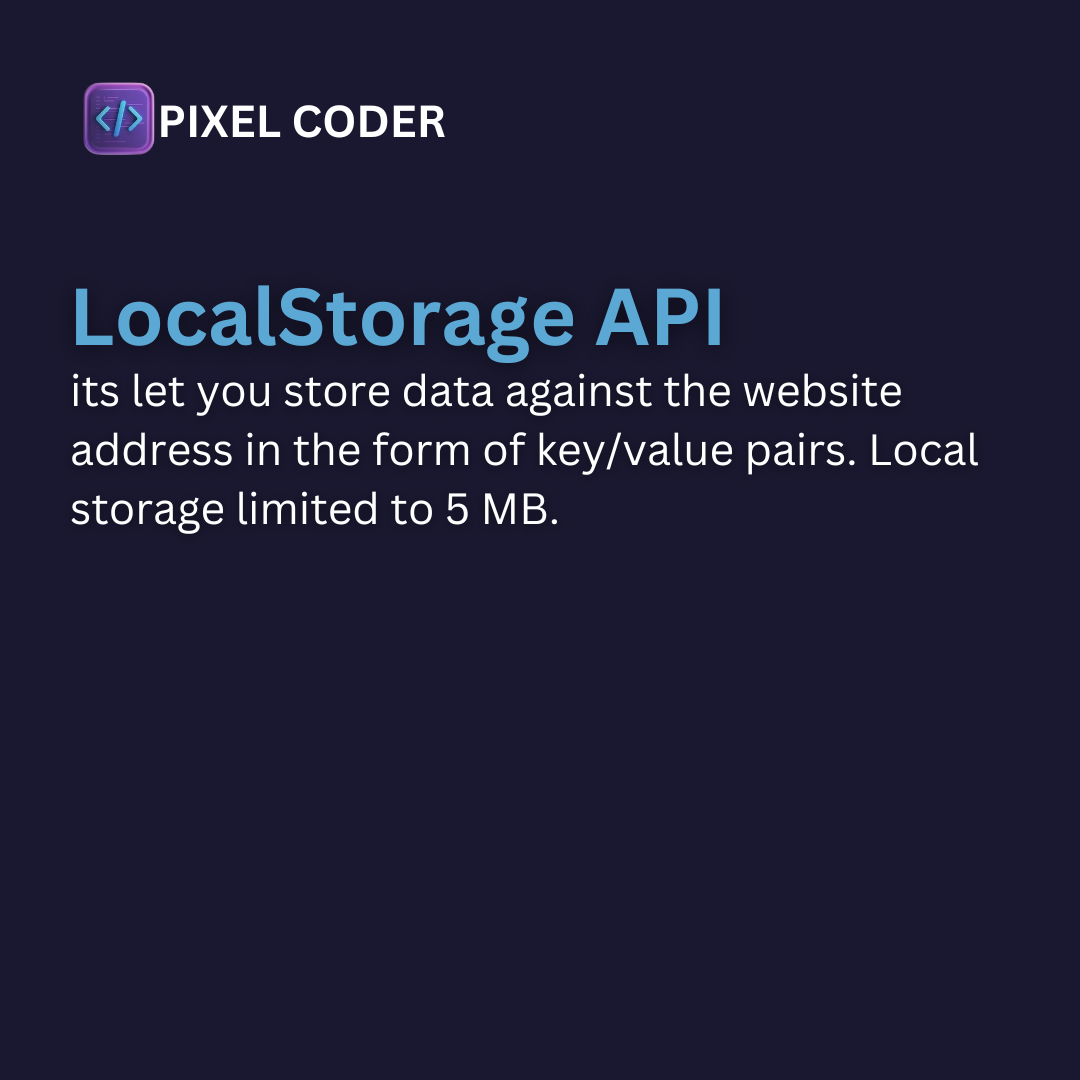 </>
PIXEL CODER
LocalStorage API
its let you store data against the website
address in the form of key/value pairs. Local
storage limited to 5 MB.